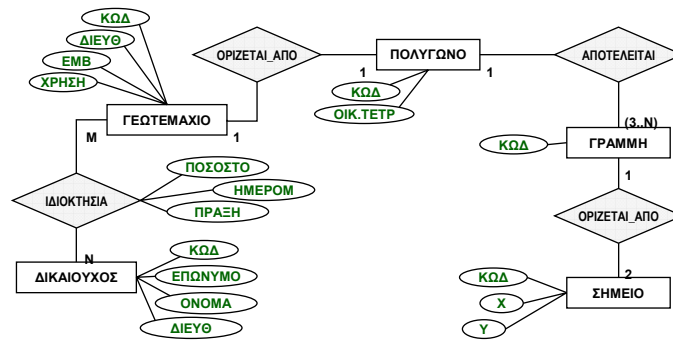 ΚΩΔ
ΔΙΕΥΘ
ΕΜΒ
ΧΡΗΣΗ
ΓΕΩΤΕΜΑΧΙΟ
ΟΡΙΖΕΤΑΙ_ΑΠΟ
1
1
ΠΟΛΥΓΩΝΟ
1
ΚΩΔ
ΟΙΚ.ΤΕΤΡ
ΑΠΟΤΕΛΕΙΤΑΙ
(3..N)
ΚΩΔ
ΓΡΑΜΜΗ
1
M
ΙΔΙΟΚΤΗΣΙΑ
ΠΟΣΟΣΤΟ
ΗΜΕΡΟΜ
ΠΡΑΞΗ
N
ΔΙΚΑΙΟΥΧΟΣ
ΚΩΔ
ΕΠΩΝΥΜΟ
ΟΝΟΜΑ
ΔΙΕΥΘ
ΟΡΙΖΕΤΑΙ_ΑΠΟ
2
ΣΗΜΕΙΟ
ΚΩΔ
X
Y